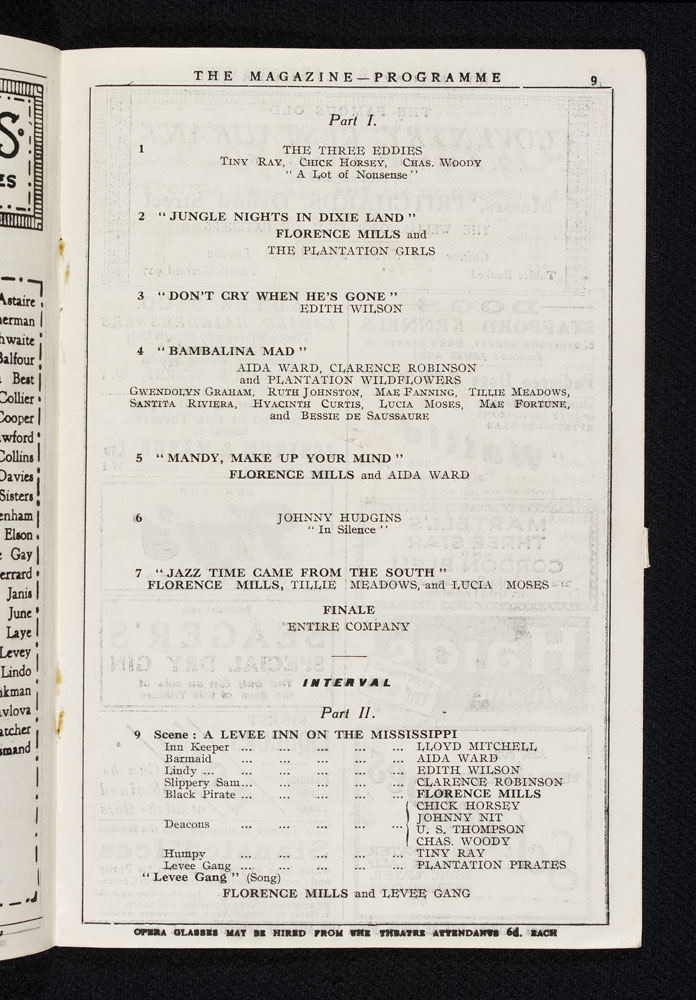 THE MAGAZINE—PROGRAMME 9
Part I.
1 THE THREE EDDIES
TINY RAY, CHICK HORSEY, CHAS. WOODY
"A Lot of Nonsense"
2 "JUNGLE NIGHTS IN DIXIE LAND"
FLORENCE MILLS and
THE PLANTATION GIRLS
3 "DON'T CRY WHEN HE'S GONE"
EDITH WILSON
4 "BAMBALINA MAD"
AIDA WARD, CLARENCE ROBINSON
and PLANTATION WILDFLOWERS
GWENDOLYN GRAHAM, RUTH JOHNSTON, MAE FANNING, TILLIE MEADOWS,
SANTITA RIVIERA, HYACINTH CURTIS, LUCIA MOSES, MAE FORTUNE,
and BESSIE DE SAUSSAURE
5 "MANDY, MAKE UP YOUR MIND"
FLORENCE MILLS and AIDA WARD
6 JOHNNY HUDGINS
"In Silence"
7 "JAZZ TIME CAME FROM THE SOUTH"
FLORENCE MILLS, TILLIE MEADOWS, and LUCIA MOSES
FINALE
ENTIRE COMPANY
INTERVAL
Part II.
9 Scene : A LEVEE INN ON THE MISSISSIPPI
Inn Keeper ... ... ... ... ... LLOYD MITCHELL
Barmaid ... ... ... ... ... AIDA WARD
Lindy ... ... ... ... ... EDITH WILSON
Slippery Sam... ... ... ... ... CLARENCE ROBINSON
Black Pirate ... ... ... ... ... FLORENCE MILLS
CHICK HORSEY
JOHNNY NIT
Deacons ... ... ... ... ... U. S. THOMPSON
CHAS. WOODY
Humpy ... ... ... ... ... TINY RAY
Levee Gang ... ... ... ... ... PLANTATION PIRATES
"Levee Gang" (Song)
FLORENCE MILLS and LEVEE GANG
OPERA GLASSES MAY BE HIRED FROM THE THEATRE ATTENDANTS 6d. EACH
S.
ES
Astaire
erman
hwaite
Balfour
Best
Collier
Cooper
wford
Collins
Davies
Sisters
enham
Elson
Gay
errard
Janis
June
Laye
Levey
Lindo
kman
avlova
atcher
smand